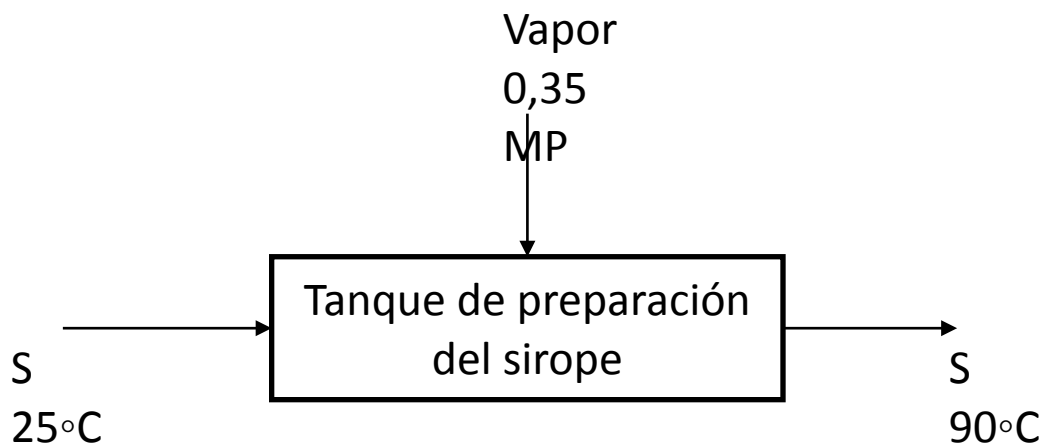 Vapor
0,35
MP
Tanque de preparación
del sirope
S
25°C
S
90°C